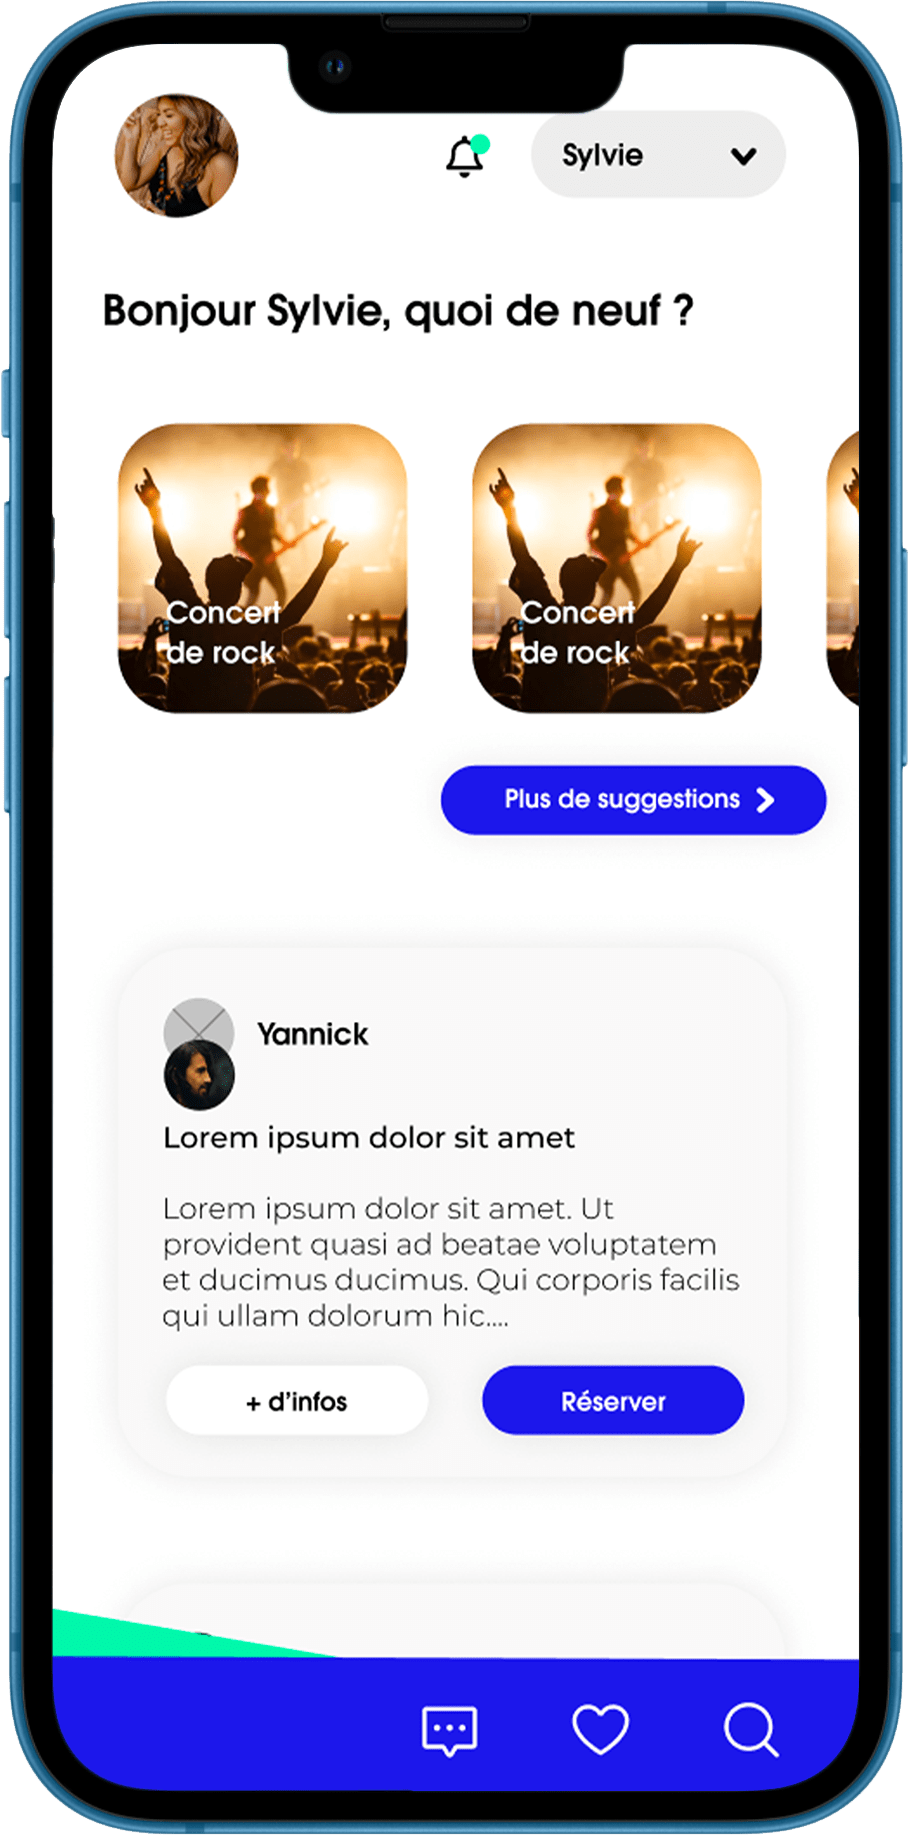 Sylvie
Bonjour Sylvie, quoi de neuf ?
Concert
de rock
Concert
de rock
Plus de suggestions
Yannick
Lorem ipsum dolor sit amet
Lorem ipsum dolor sit amet. Ut
provident quasi ad beatae voluptatem
et ducimus ducimus. Qui corporis facilis
qui ullam dolorum hic....
+ d’infos
Réserver